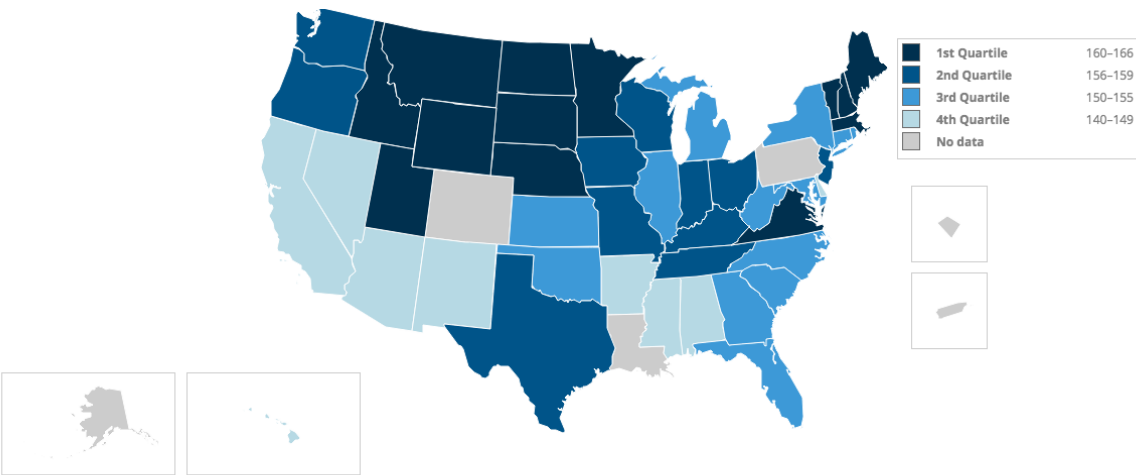 1st Quartile 160–166
2nd Quartile 156–159
3rd Quartile 150–155
4th Quartile 140–149
No data